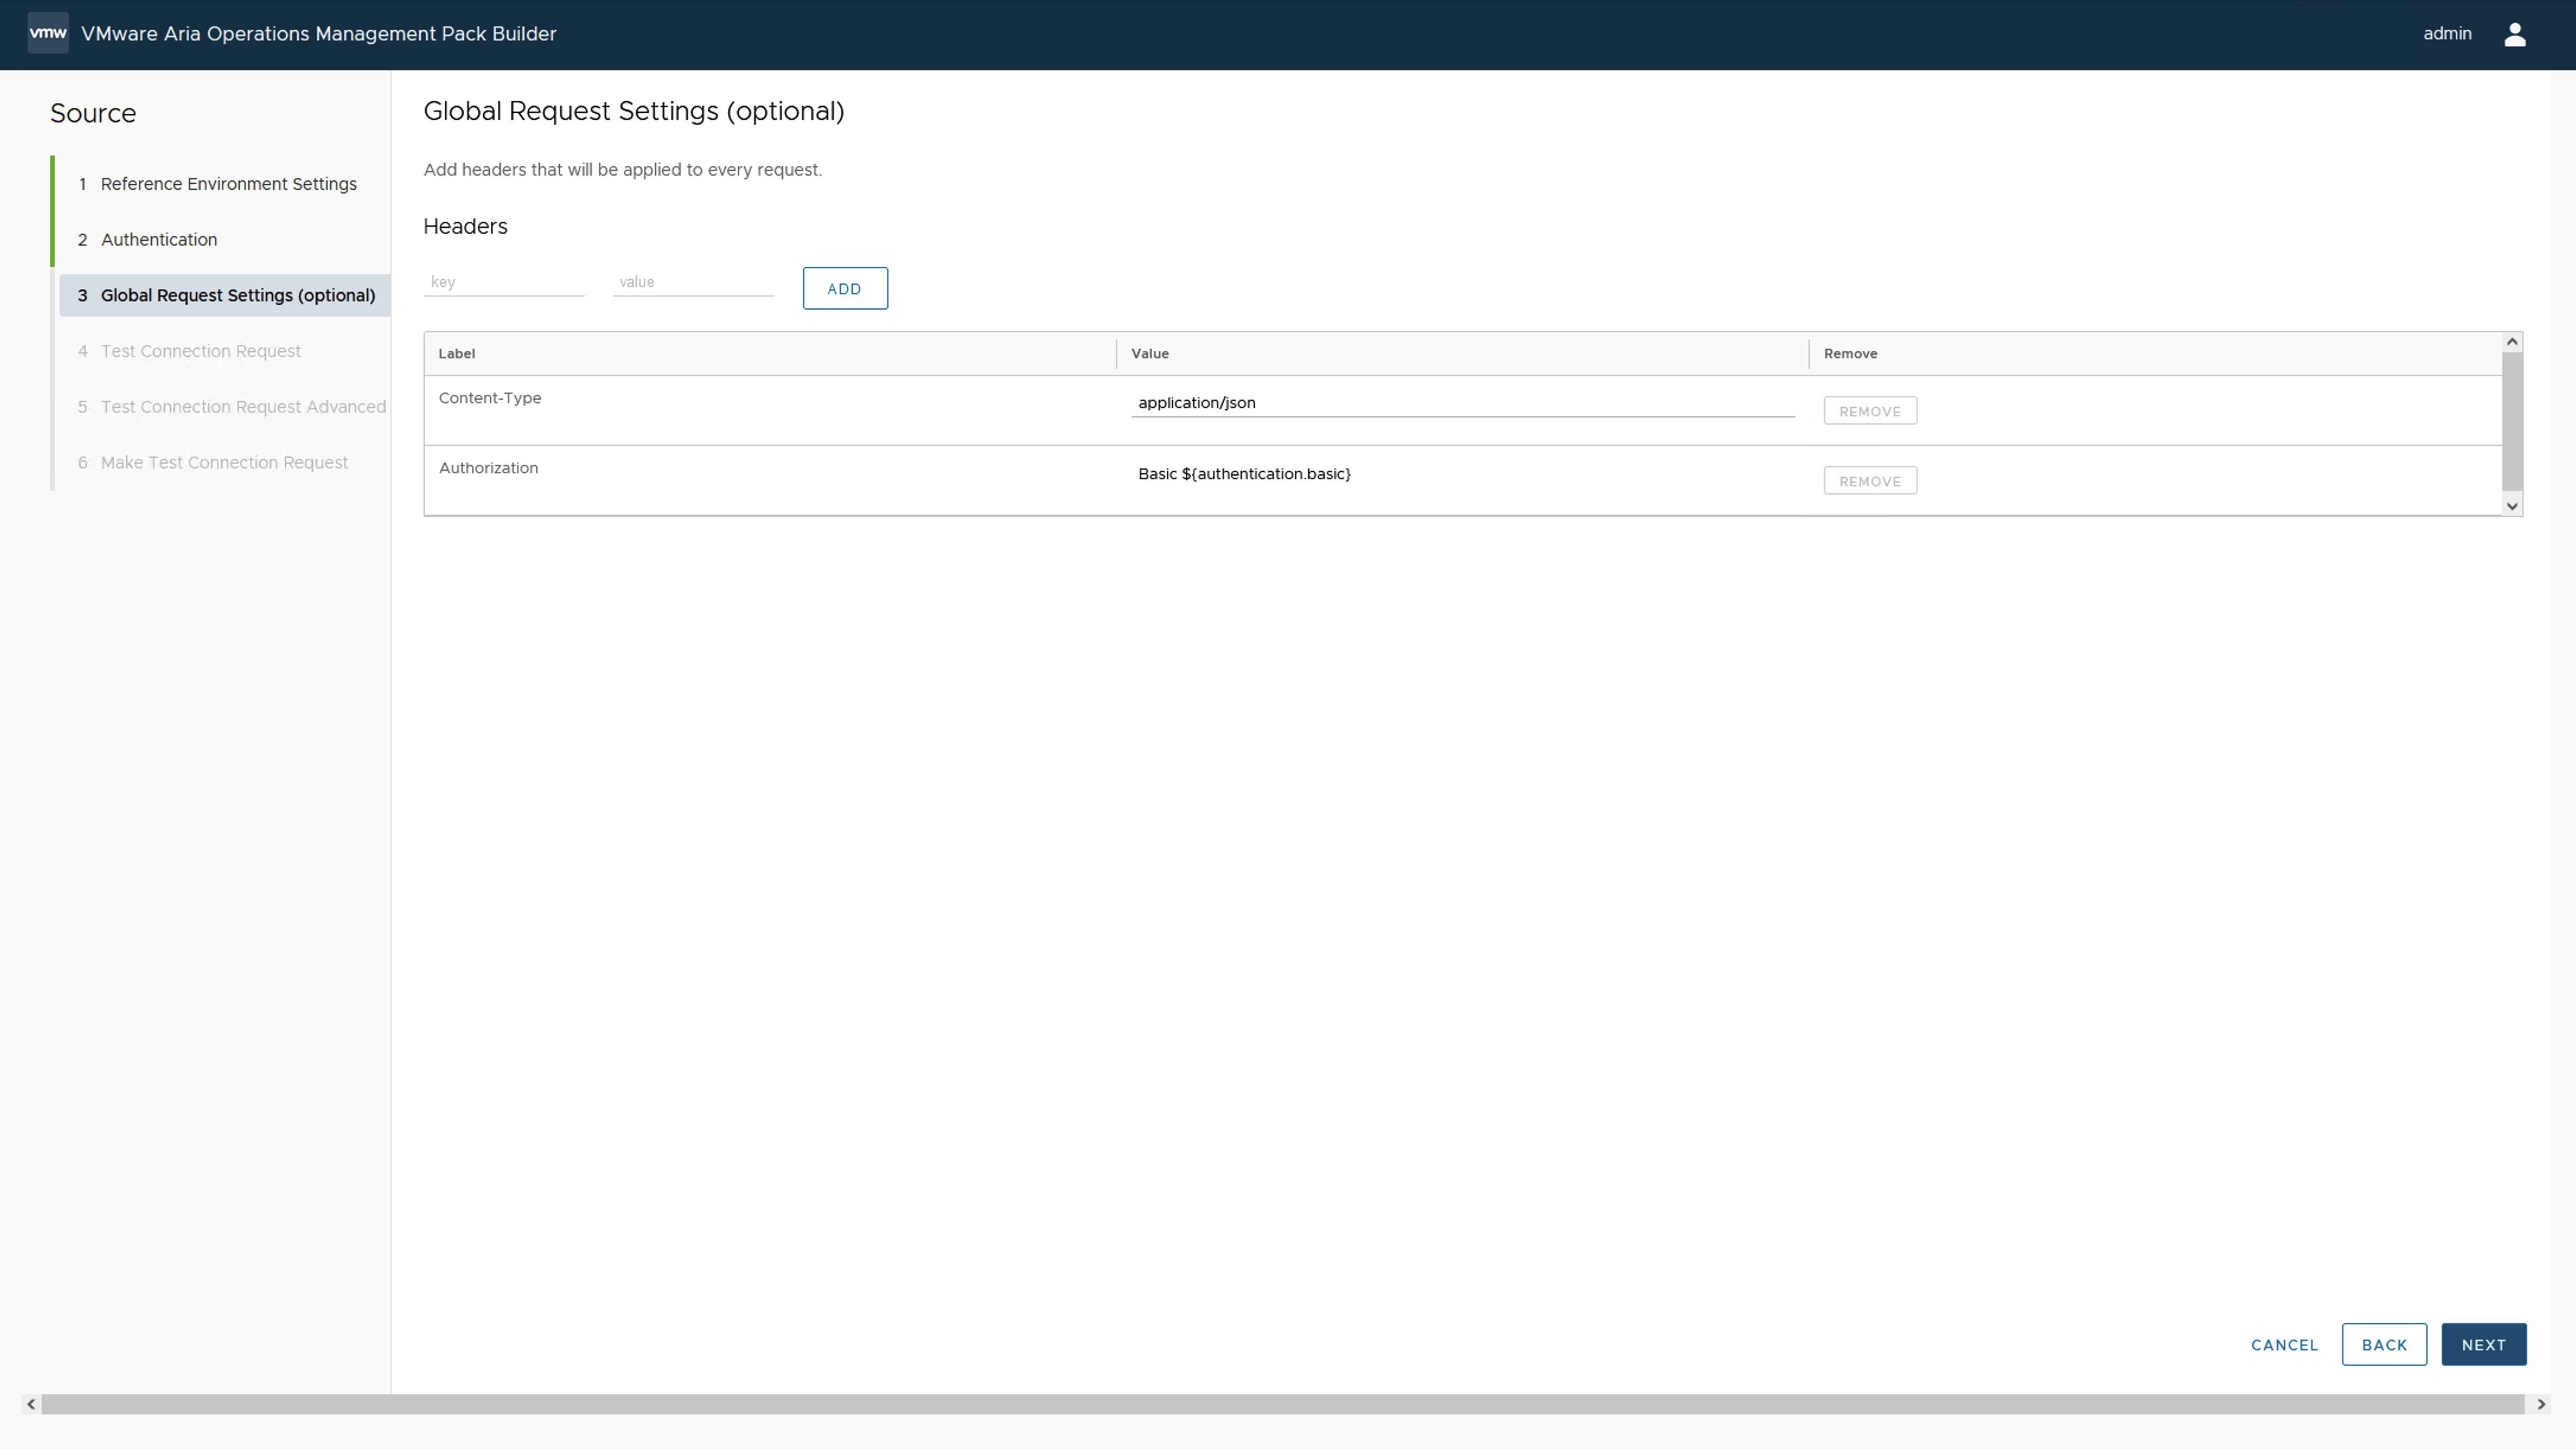 vmw VMware Aria Operations Management Pack Builder
admin
Source
1 Reference Environment Settings
2 Authentication
3 Global Request Settings (optional)
4 Test Connection Request
5 Test Connection Request Advanced
6 Make Test Connection Request
Global Request Settings (optional)
Add headers that will be applied to every request.
Headers
key value ADD
Label Value Remove
Content-Type application/json REMOVE
Authorization Basic ${authentication.basic} REMOVE
CANCEL BACK NEXT